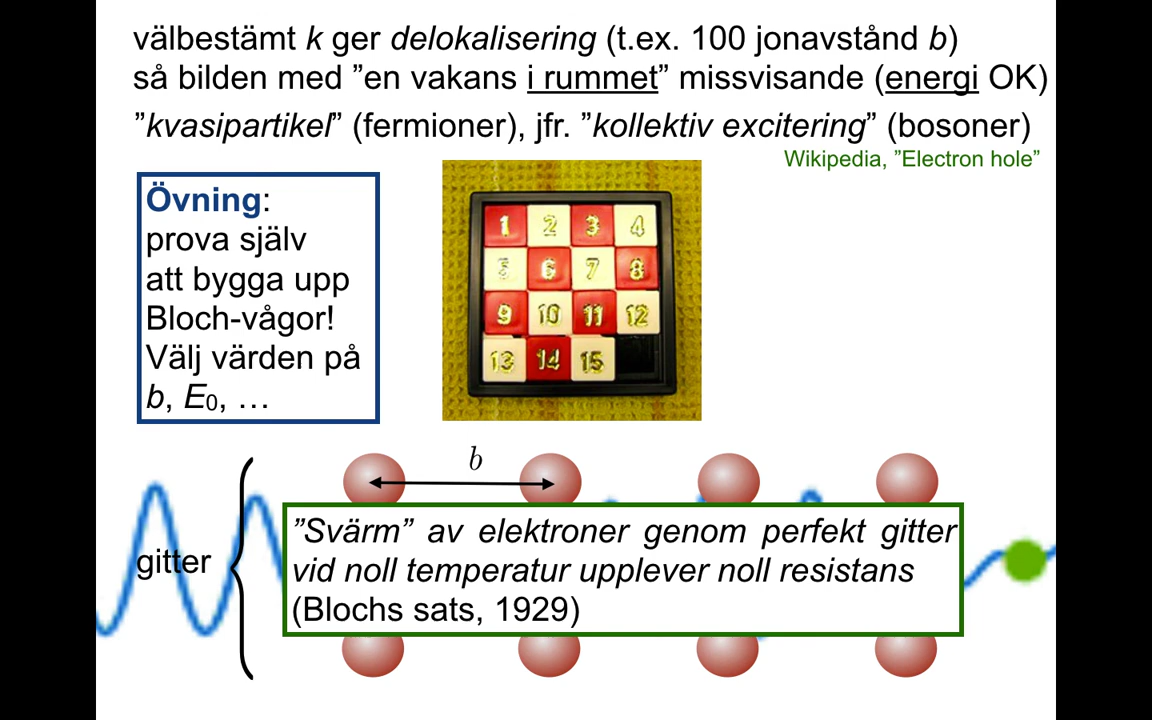 välbestämt k ger delokalisering (t.ex. 100 jonavstånd b)
så bilden med ”en vakans i rummet” missvisande (energi OK)
”kvasipartikel” (fermioner), jfr. ”kollektiv excitering” (bosoner)
Wikipedia, ”Electron hole”
Övning:
prova själv
att bygga upp
Bloch-vågor!
Välj värden på
b, E0, …
1 2 3 4
5 6 7 8
9 10 11 12
13 14 15
b
gitter
”Svärm” av elektroner genom perfekt gitter
vid noll temperatur upplever noll resistans
(Blochs sats, 1929)